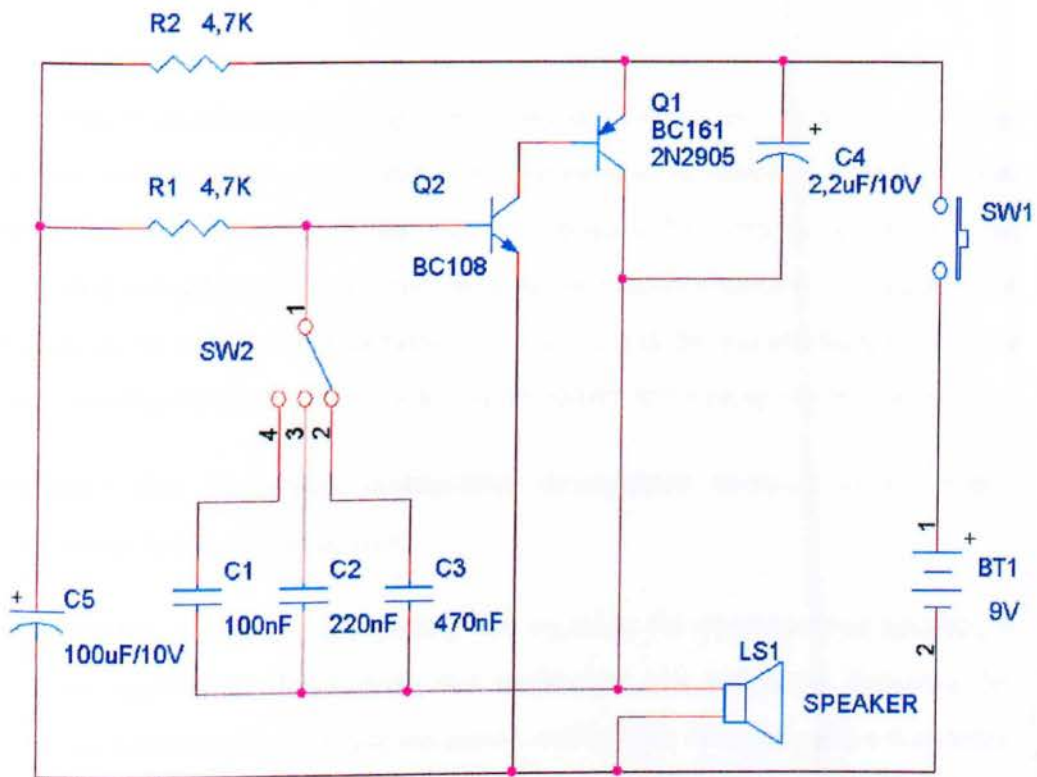 R2 4,7K
Q1
BC161
2N2905
+
C4
2,2uF/10V
SW1
R1 4,7K
Q2
BC108
1
SW2
4
3
2
1
+
BT1
9V
2
+
C5
100uF/10V
C1
100nF
C2
220nF
C3
470nF
LS1
SPEAKER